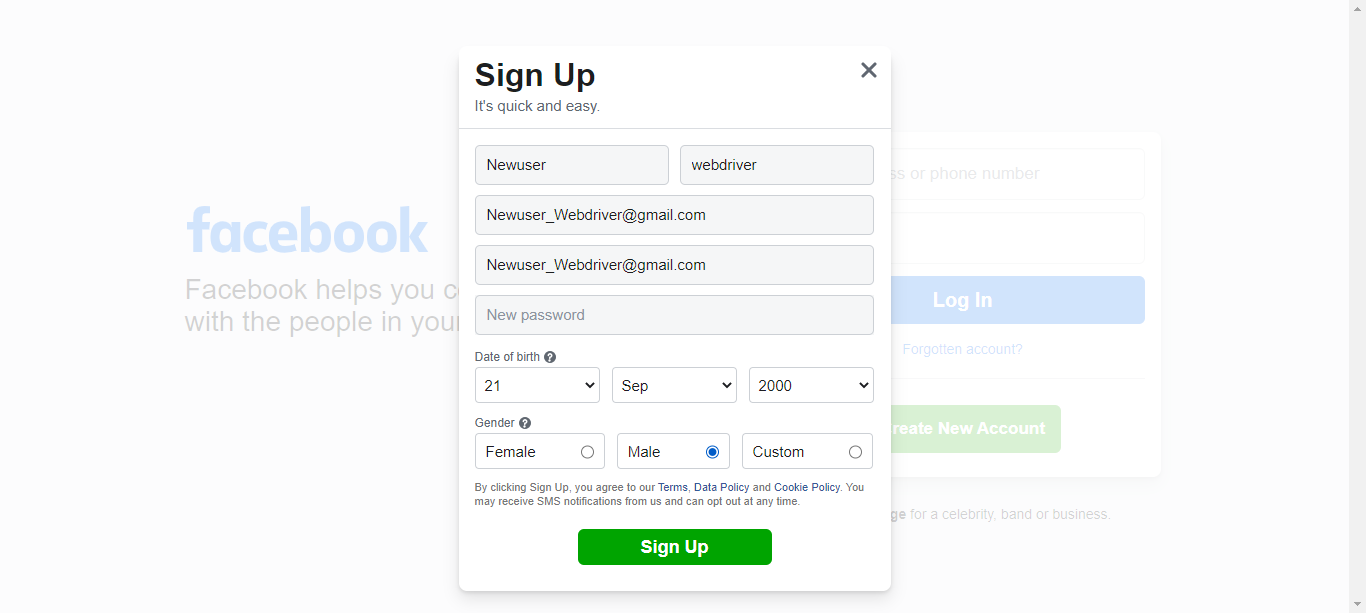 Sign Up
It's quick and easy.
Newuser webdriver
Newuser_Webdriver@gmail.com
Newuser_Webdriver@gmail.com
New password
Date of birth ?
21 Sep 2000
Gender ?
Female Male Custom
By clicking Sign Up, you agree to our Terms, Data Policy and Cookie Policy. You
may receive SMS notifications from us and can opt out at any time.
Sign Up
facebook
Facebook helps you
with the people in your
or phone number
Log In
Forgotten account?
New Account
for a celebrity, band or business.